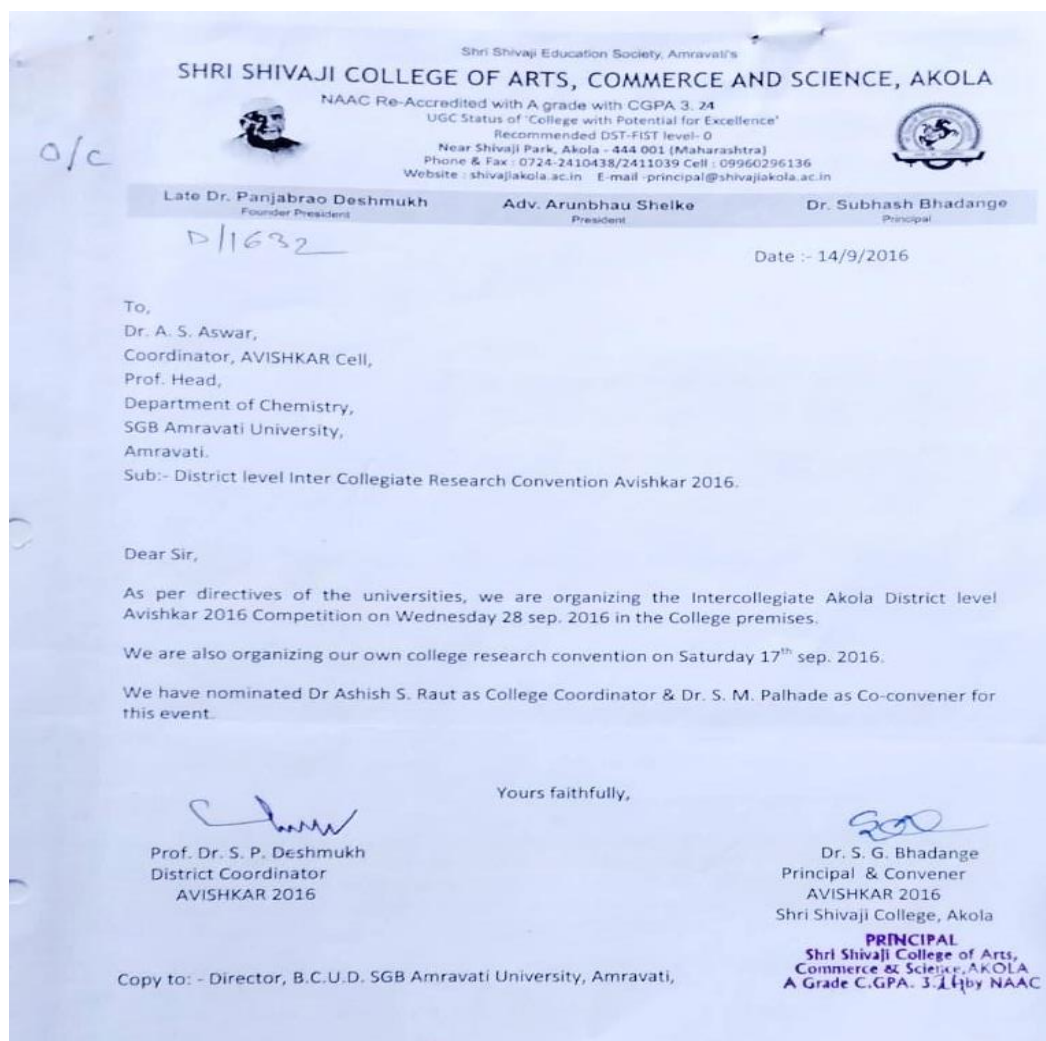 Shri Shivaji Education Society, Amravati's
SHRI SHIVAJI COLLEGE OF ARTS, COMMERCE AND SCIENCE, AKOLA
NAAC Re-Accredited with A grade with CGPA 3. 24
UGC Status of 'College with Potential for Excellence'
Recommended DST-FIST level- 0
Near Shivaji Park, Akola - 444 001 (Maharashtra)
Phone & Fax : 0724-2410438/2411039 Cell : 09960296136
Website : shivajiakola.ac.in E-mail -principal@shivajiakola.ac.in
O/C
Late Dr. Panjabrao Deshmukh Adv. Arunbhau Shelke Dr. Subhash Bhadange
Founder President President Principal
D/1632
Date :- 14/9/2016
To,
Dr. A. S. Aswar,
Coordinator, AVISHKAR Cell,
Prof. Head,
Department of Chemistry,
SGB Amravati University,
Amravati.
Sub:- District level Inter Collegiate Research Convention Avishkar 2016.
Dear Sir,
As per directives of the universities, we are organizing the Intercollegiate Akola District level
Avishkar 2016 Competition on Wednesday 28 sep. 2016 in the College premises.
We are also organizing our own college research convention on Saturday 17th sep. 2016.
We have nominated Dr Ashish S. Raut as College Coordinator & Dr. S. M. Palhade as Co-convener for
this event.
Yours faithfully,
Prof. Dr. S. P. Deshmukh
District Coordinator
AVISHKAR 2016
Dr. S. G. Bhadange
Principal & Convener
AVISHKAR 2016
Shri Shivaji College, Akola
PRINCIPAL
Shri Shivaji College of Arts,
Commerce & Science, AKOLA
A Grade C.GPA. by NAAC
Copy to: - Director, B.C.U.D. SGB Amravati University, Amravati,